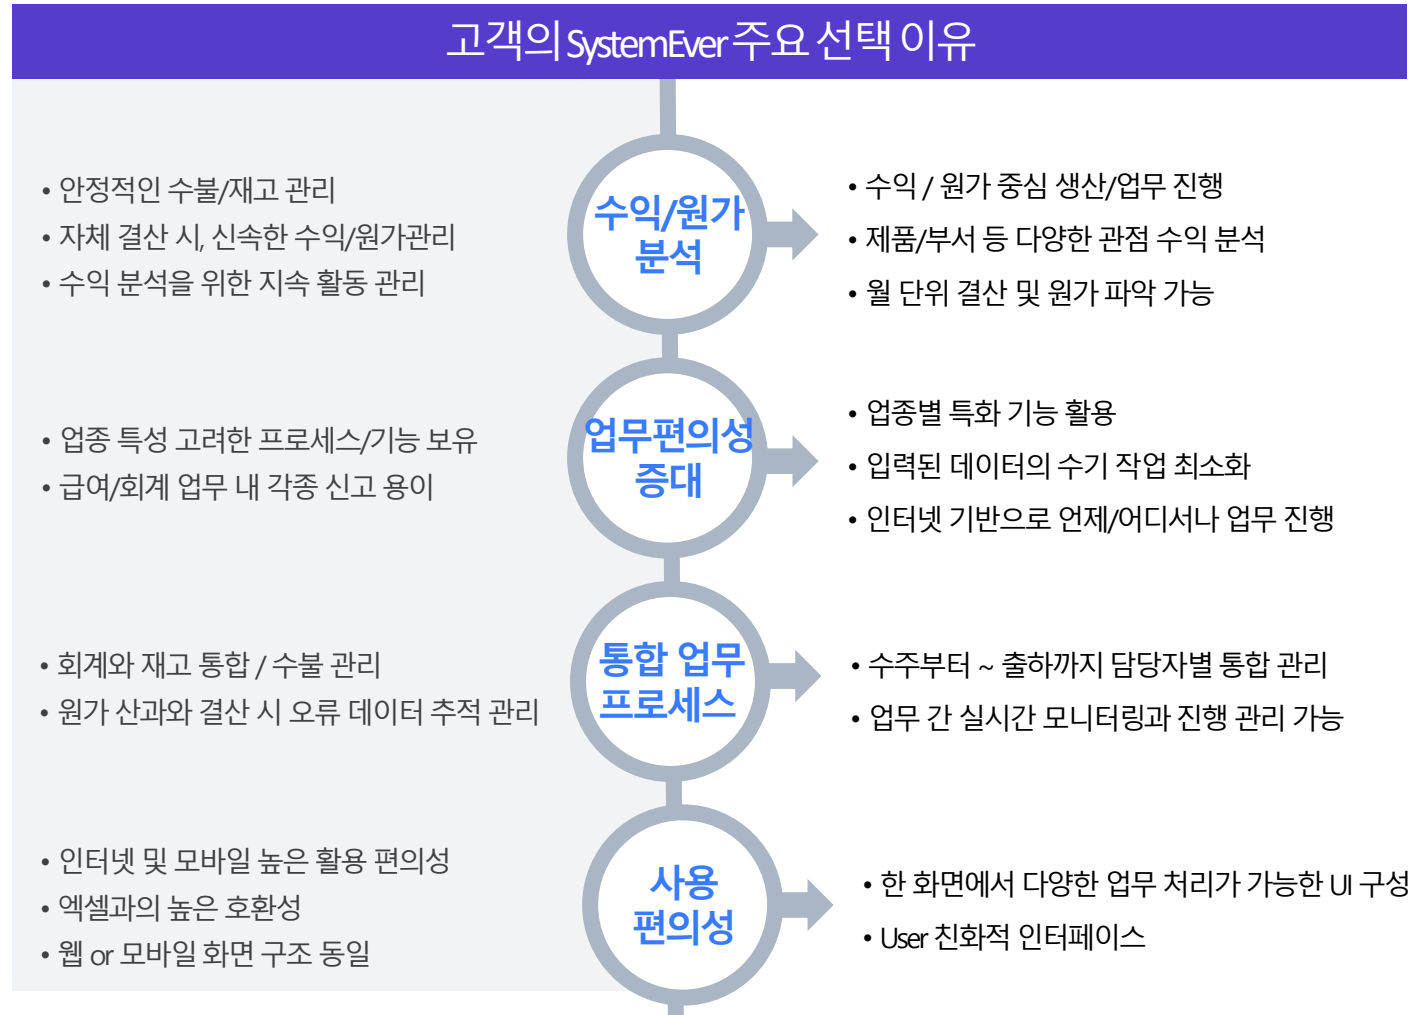 고객의 SystemEver 주요 선택 이유
• 안정적인 수불/재고 관리
• 자체 결산 시, 신속한 수익/원가관리
• 수익 분석을 위한 지속 활동 관리
수익/원가
분석
• 수익 / 원가 중심 생산/업무 진행
• 제품/부서 등 다양한 관점 수익 분석
• 월 단위 결산 및 원가 파악 가능
• 업종 특성 고려한 프로세스/기능 보유
• 급여/회계 업무 내 각종 신고 용이
업무편의성
증대
• 업종별 특화 기능 활용
• 입력된 데이터의 수기 작업 최소화
• 인터넷 기반으로 언제/어디서나 업무 진행
• 회계와 재고 통합 / 수불 관리
• 원가 산과와 결산 시 오류 데이터 추적 관리
통합 업무
프로세스
• 수주부터 ~ 출하까지 담당자별 통합 관리
• 업무 간 실시간 모니터링과 진행 관리 가능
• 인터넷 및 모바일 높은 활용 편의성
• 엑셀과의 높은 호환성
• 웹 or 모바일 화면 구조 동일
사용
편의성
• 한 화면에서 다양한 업무 처리가 가능한 UI 구성
• User 친화적 인터페이스